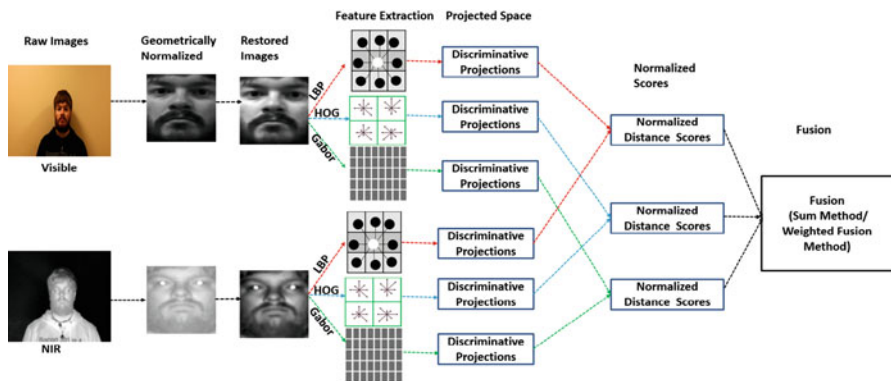 Feature Extraction
Projected Space
Raw Images
Geometrically
Normalized
Restored
Images
Visible
LBP
HOG
Gabor
Discriminative
Projections
Discriminative
Projections
Discriminative
Projections
Normalized
Scores
Normalized
Distance Scores
Fusion
Fusion
(Sum Method/
Weighted Fusion
Method)
Normalized
Distance Scores
Normalized
Distance Scores
NIR
LBP
HOG
Gabor
Discriminative
Projections
Discriminative
Projections
Discriminative
Projections